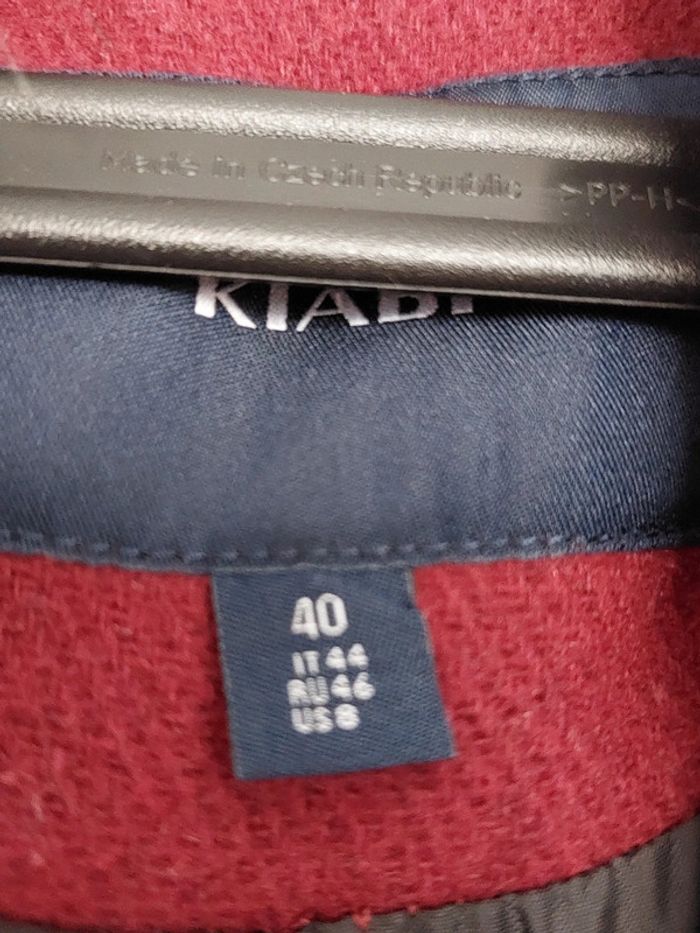 Made in Czech Republic >PP-H<
KIABI
40
IT 44
RU 46
US 8